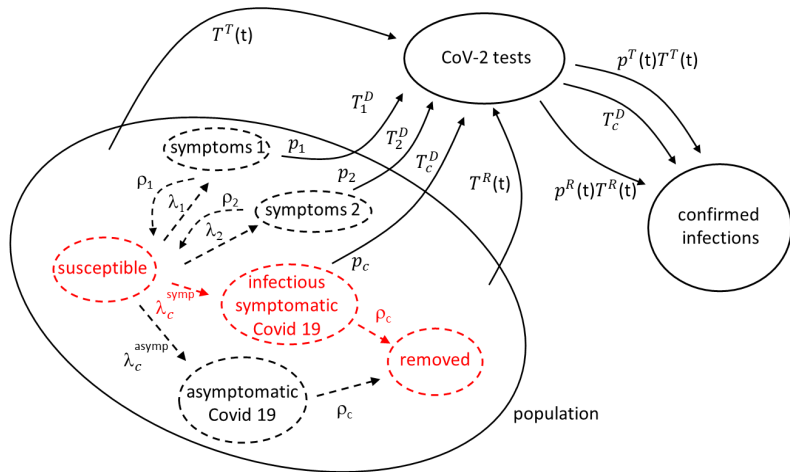 T^T(t)
CoV-2 tests
p^T(t)T^T(t)
T_1^D
T_2^D
T_c^D
T_c^D
T^R(t)
p^R(t)T^R(t)
symptoms 1
p_1
p_2
ρ_1
λ_1
ρ_2
λ_2
symptoms 2
confirmed
infections
susceptible
λ_c^symp
infectious
symptomatic
Covid 19
p_c
ρ_c
removed
λ_c^asymp
asymptomatic
Covid 19
ρ_c
population